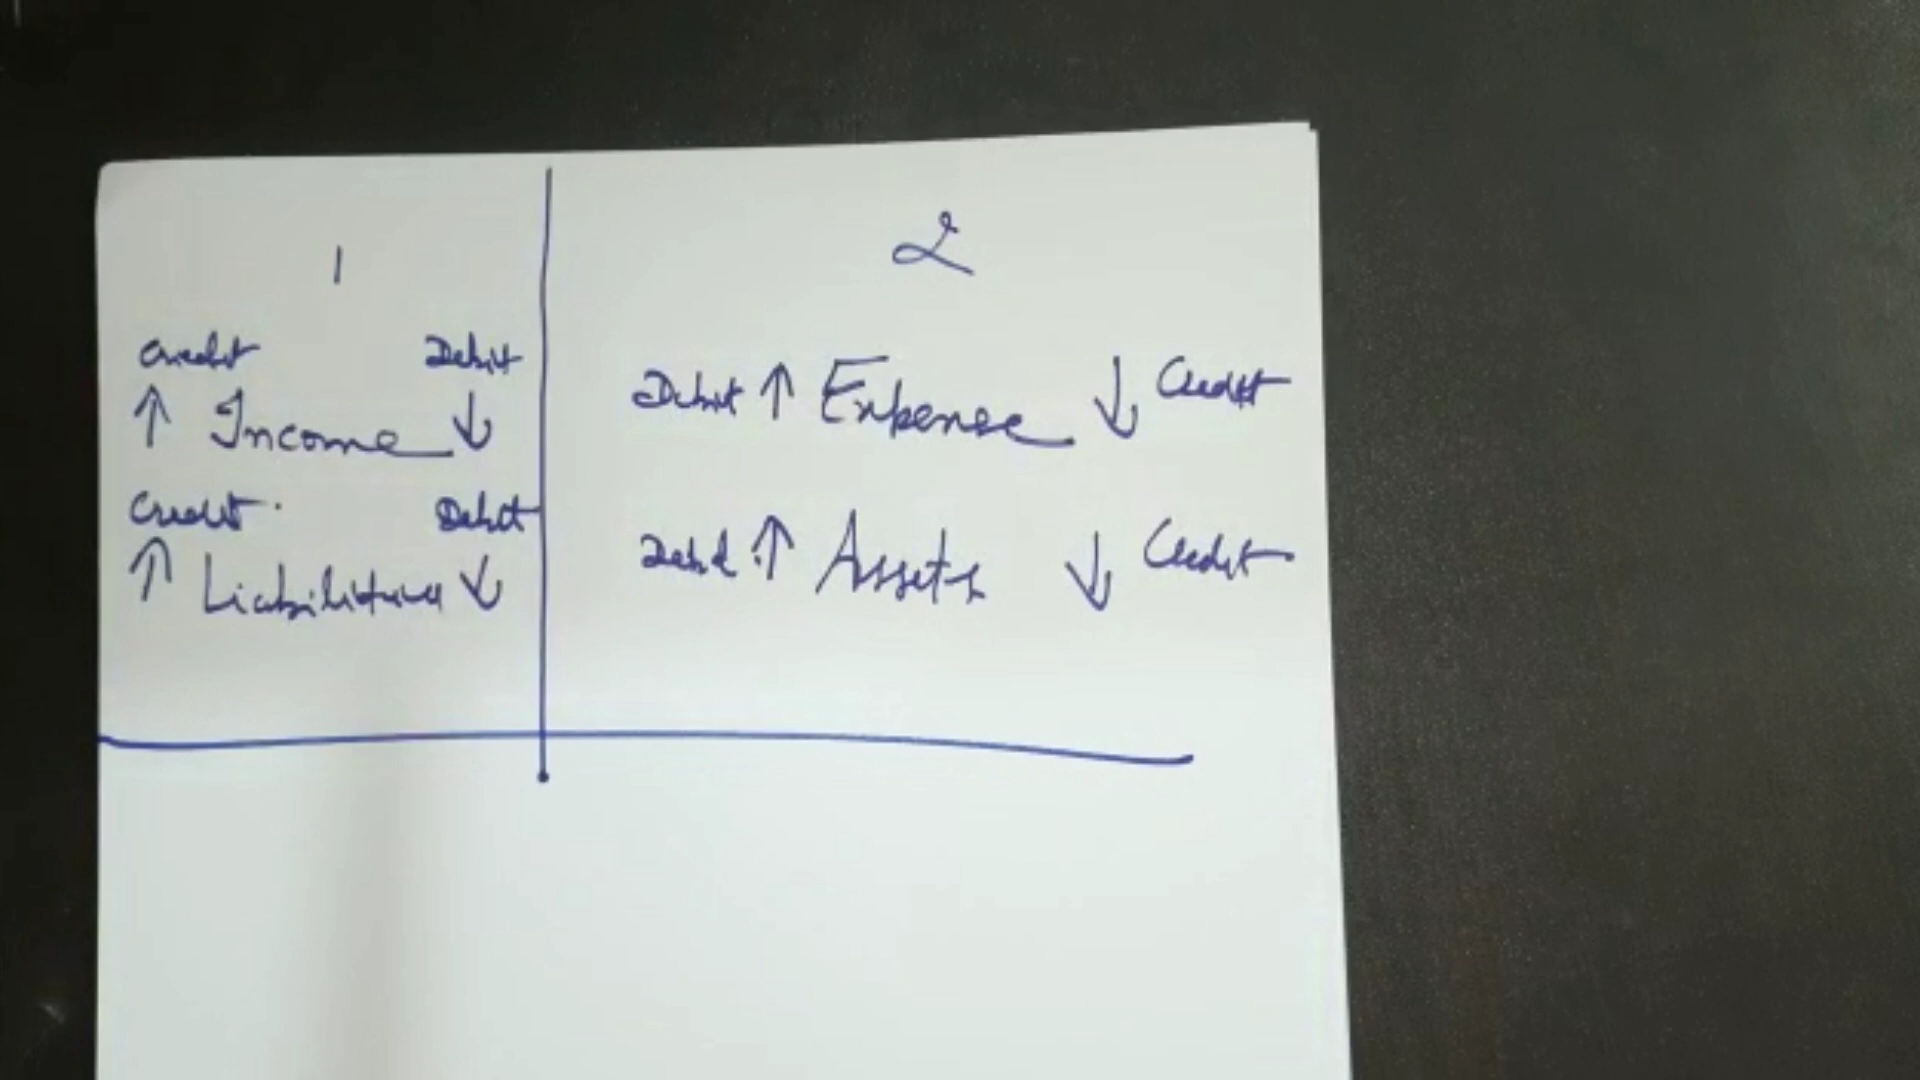 1
Credit Debit
↑ Income ↓
Credit Debit
↑ Liabilities ↓
2
Debit ↑ Expense ↓ Credit
Debit ↑ Assets ↓ Credit